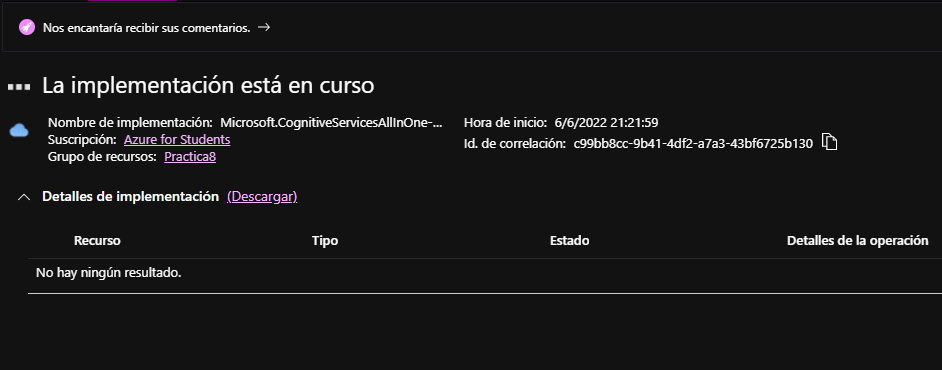 Nos encantaría recibir sus comentarios. →
La implementación está en curso
Nombre de implementación: Microsoft.CognitiveServicesAllInOne-...
Suscripción: Azure for Students
Grupo de recursos: Practica8
Hora de inicio: 6/6/2022 21:21:59
Id. de correlación: c99bb8cc-9b41-4df2-a7a3-43bf6725b130
Detalles de implementación (Descargar)
Recurso Tipo Estado Detalles de la operación
No hay ningún resultado.